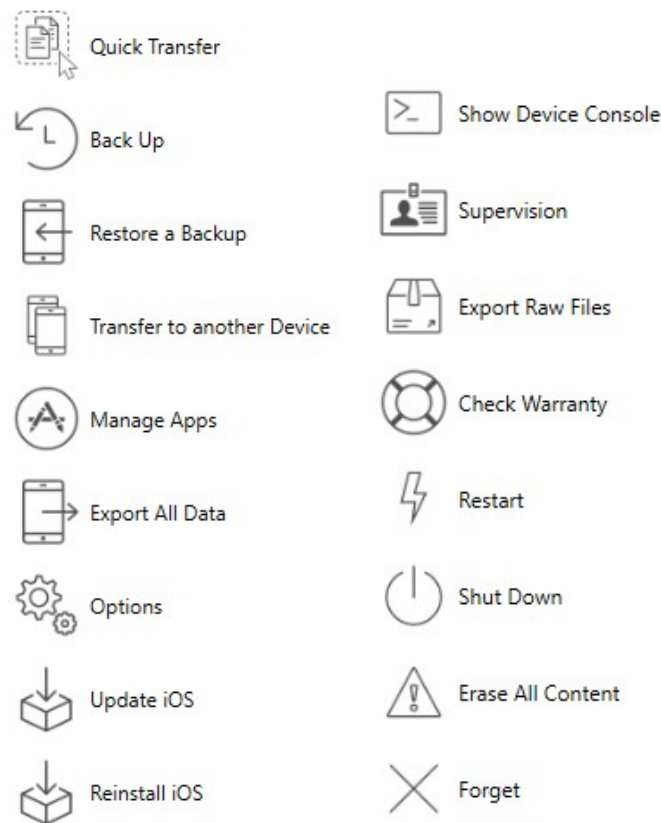 Quick Transfer
Back Up
Restore a Backup
Transfer to another Device
Manage Apps
Export All Data
Options
Update iOS
Reinstall iOS
Show Device Console
Supervision
Export Raw Files
Check Warranty
Restart
Shut Down
Erase All Content
Forget